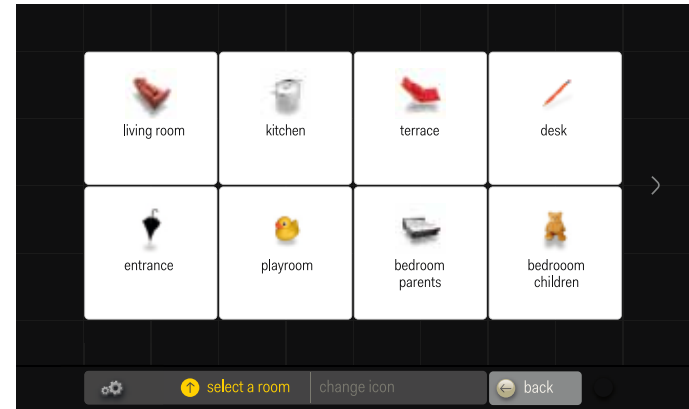 living room
kitchen
terrace
desk
entrance
playroom
bedroom
parents
bedrooom
children
select a room
change icon
back